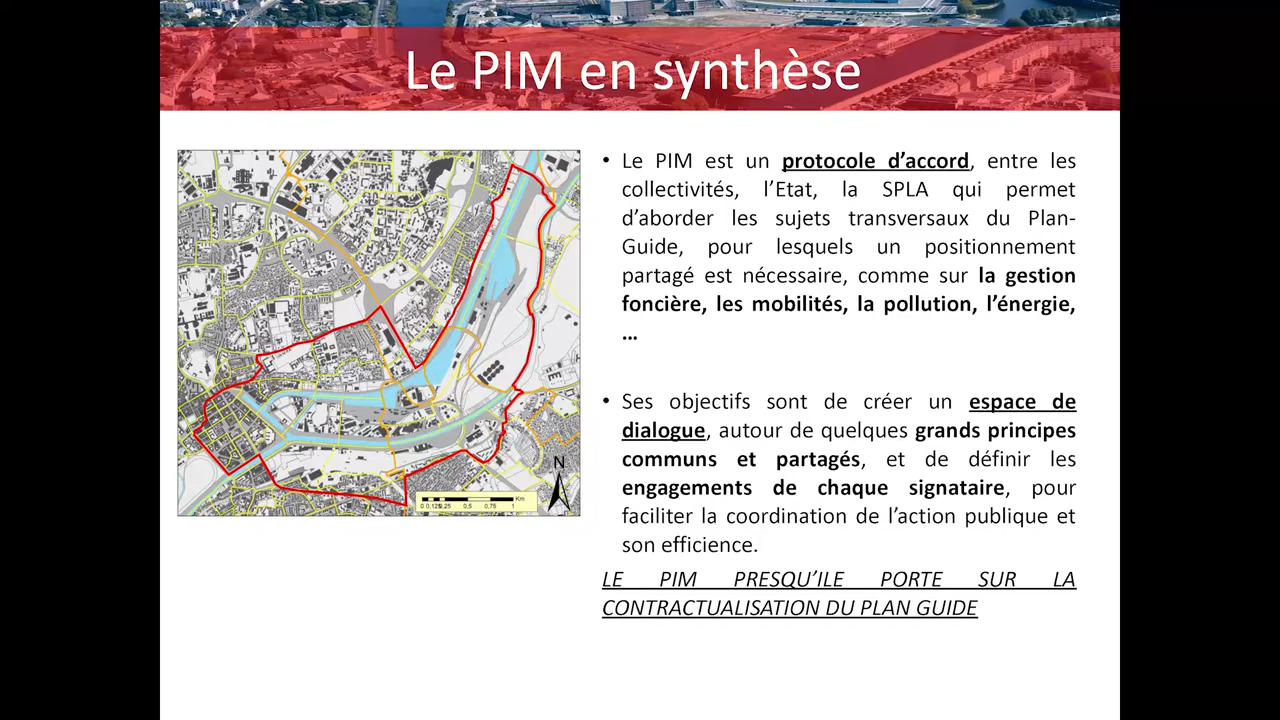 Le PIM en synthèse
• Le PIM est un protocole d’accord, entre les
collectivités, l’Etat, la SPLA qui permet
d’aborder les sujets transversaux du Plan-
Guide, pour lesquels un positionnement
partagé est nécessaire, comme sur la gestion
foncière, les mobilités, la pollution, l’énergie,
...
• Ses objectifs sont de créer un espace de
dialogue, autour de quelques grands principes
communs et partagés, et de définir les
engagements de chaque signataire, pour
faciliter la coordination de l’action publique et
son efficience.
LE PIM PRESQU’ILE PORTE SUR LA
CONTRACTUALISATION DU PLAN GUIDE
N
Km
0 0,125 0,25 0,5 0,75 1